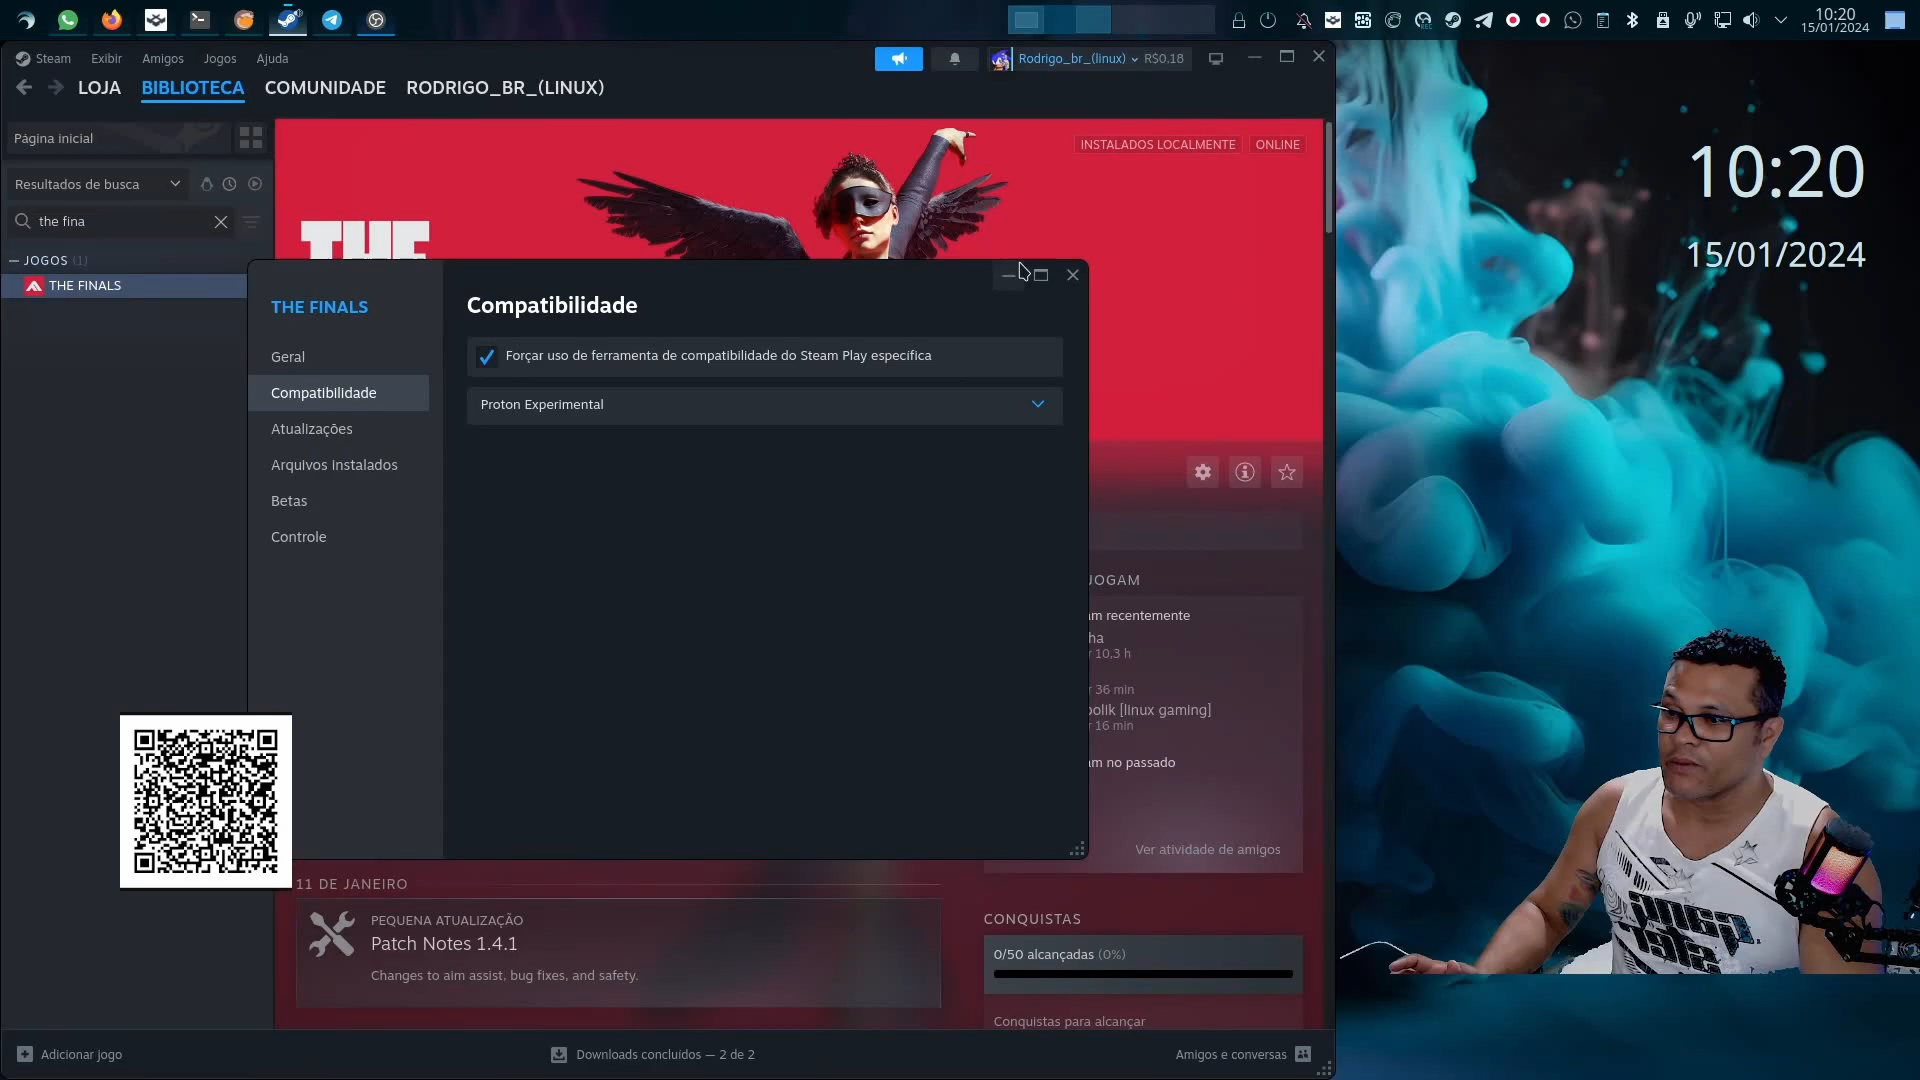 10:20
15/01/2024
Steam Exibir Amigos Jogos Ajuda
Rodrigo_br_(linux) R$0.18
LOJA BIBLIOTECA COMUNIDADE RODRIGO_BR_(LINUX)
Página inicial
INSTALADOS LOCALMENTE ONLINE
10:20
15/01/2024
Resultados de busca
the fina
THE
JOGOS (1)
THE FINALS
THE FINALS
Geral
Compatibilidade
Atualizações
Arquivos instalados
Betas
Controle
Compatibilidade
Forçar uso de ferramenta de compatibilidade do Steam Play específica
Proton Experimental
JOGAM
recentemente
10,3 h
36 min
[linux gaming]
16 min
no passado
Ver atividade de amigos
11 DE JANEIRO
PEQUENA ATUALIZAÇÃO
Patch Notes 1.4.1
Changes to aim assist, bug fixes, and safety.
CONQUISTAS
0/50 alcançadas (0%)
Conquistas para alcançar
Adicionar jogo
Downloads concluídos — 2 de 2
Amigos e conversas